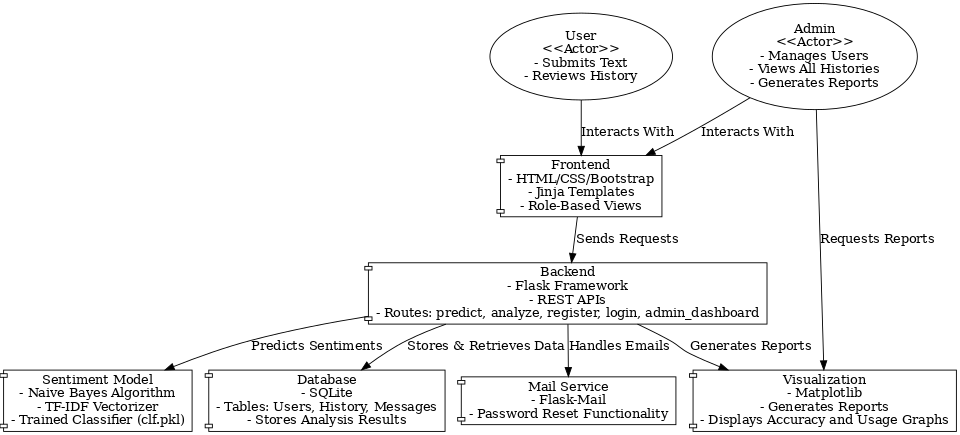 User
<<Actor>>
- Submits Text
- Reviews History
Admin
<<Actor>>
- Manages Users
- Views All Histories
- Generates Reports
Interacts With
Interacts With
Frontend
- HTML/CSS/Bootstrap
- Jinja Templates
- Role-Based Views
Sends Requests
Requests Reports
Backend
- Flask Framework
- REST APIs
- Routes: predict, analyze, register, login, admin_dashboard
Predicts Sentiments
Stores & Retrieves Data
Handles Emails
Generates Reports
Sentiment Model
- Naive Bayes Algorithm
- TF-IDF Vectorizer
- Trained Classifier (clf.pkl)
Database
- SQLite
- Tables: Users, History, Messages
- Stores Analysis Results
Mail Service
- Flask-Mail
- Password Reset Functionality
Visualization
- Matplotlib
- Generates Reports
- Displays Accuracy and Usage Graphs